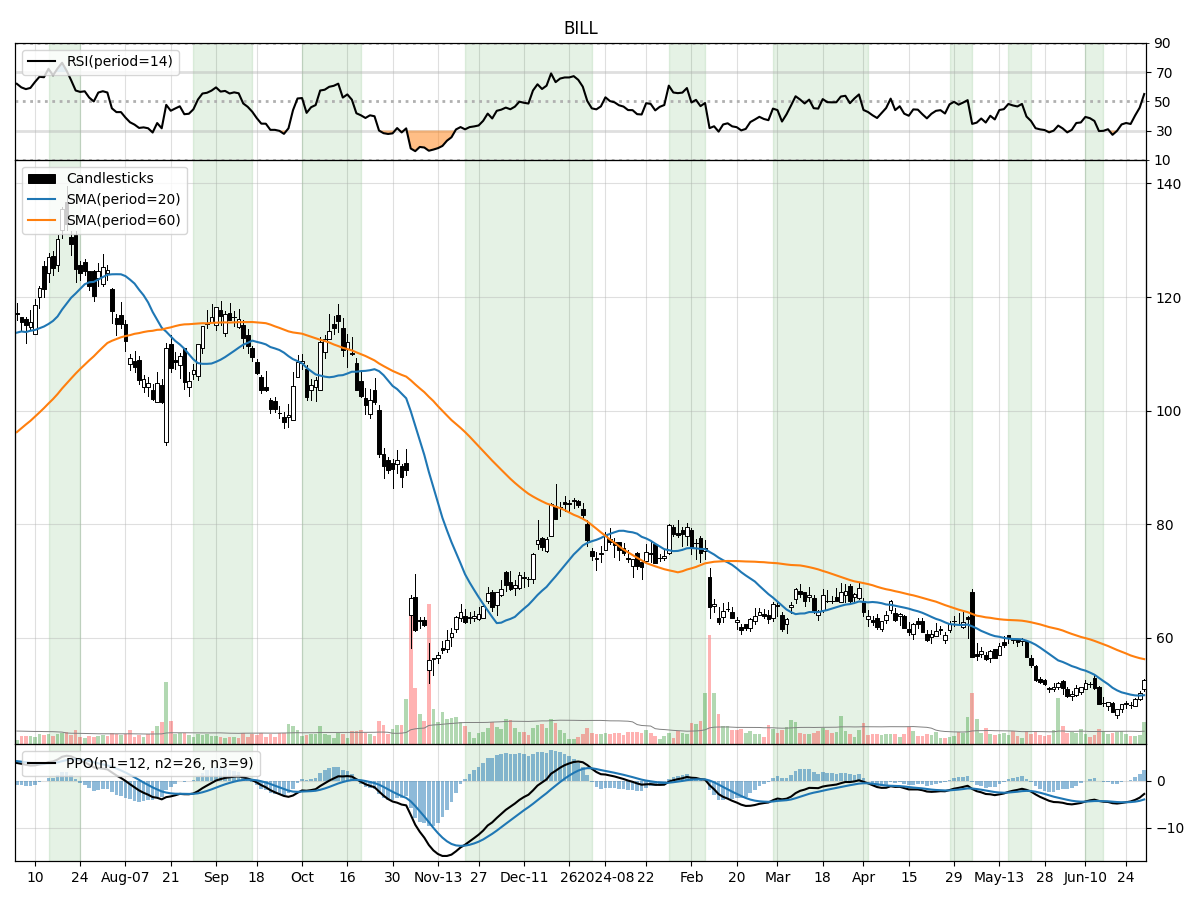 BILL
RSI(period=14)
90
70
50
30
10
Candlesticks
SMA(period=20)
SMA(period=60)
140
120
100
80
60
PPO(n1=12, n2=26, n3=9)
0
−10
10 24 Aug-07 21 Sep 18 Oct 16 30 Nov-13 27 Dec-11 26 2024-08 22 Feb 20 Mar 18 Apr 15 29 May-13 28 Jun-10 24